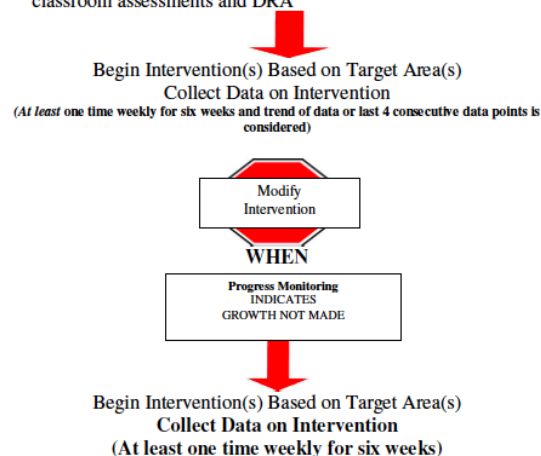 classroom assessments and DRA
Begin Intervention(s) Based on Target Area(s)
Collect Data on Intervention
(At least one time weekly for six weeks and trend of data or last 4 consecutive data points is
considered)
Modify
Intervention
WHEN
Progress Monitoring
INDICATES
GROWTH NOT MADE
Begin Intervention(s) Based on Target Area(s)
Collect Data on Intervention
(At least one time weekly for six weeks)